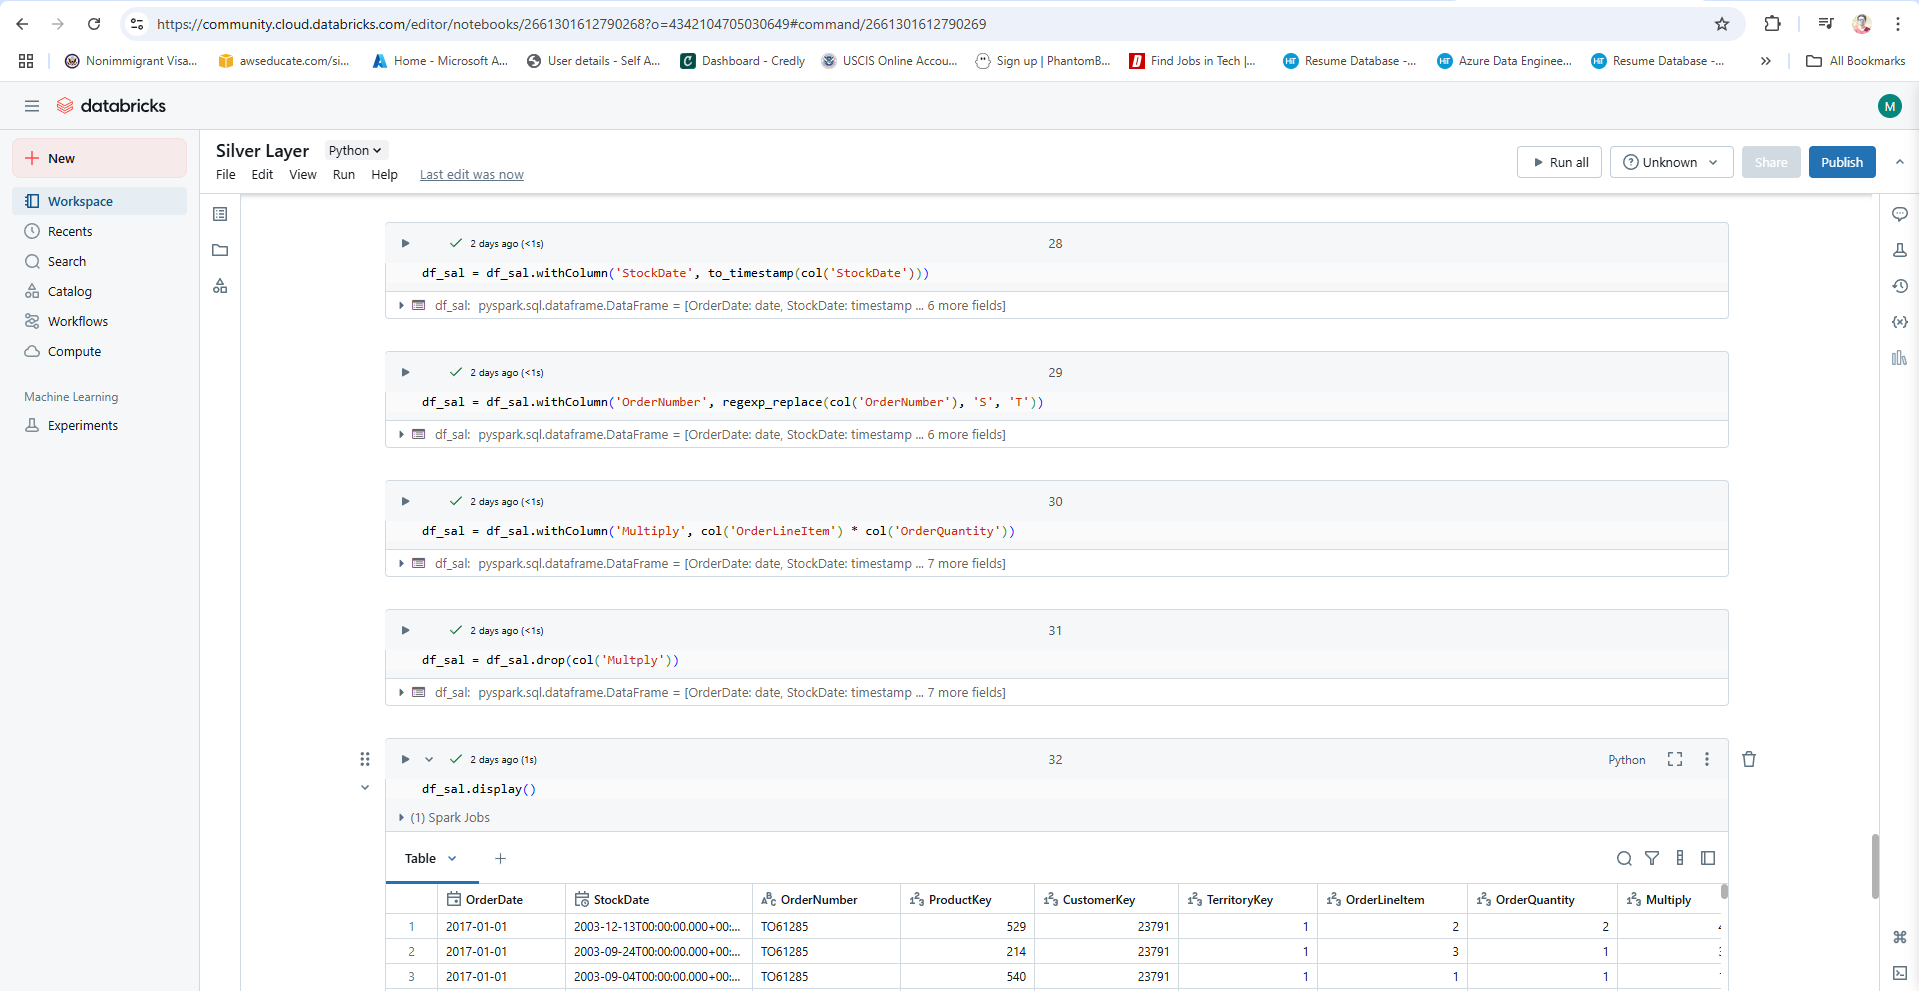 https://community.cloud.databricks.com/editor/notebooks/2661301612790268?o=4342104705030649#command/2661301612790269
Nonimmigrant Visa...
awseducate.com/si...
Home - Microsoft A...
User details - Self A...
Dashboard - Credly
USCIS Online Accou...
Sign up | PhantomB...
Find Jobs in Tech |...
Resume Database -...
Azure Data Enginee...
Resume Database -...
All Bookmarks
databricks
M
New
Workspace
Recents
Search
Catalog
Workflows
Compute
Machine Learning
Experiments
Silver Layer Python
File Edit View Run Help Last edit was now
Run all
Unknown
Share
Publish
2 days ago (<1s) 28
df_sal = df_sal.withColumn('StockDate', to_timestamp(col('StockDate')))
df_sal: pyspark.sql.dataframe.DataFrame = [OrderDate: date, StockDate: timestamp ... 6 more fields]
2 days ago (<1s) 29
df_sal = df_sal.withColumn('OrderNumber', regexp_replace(col('OrderNumber'), 'S', 'T'))
df_sal: pyspark.sql.dataframe.DataFrame = [OrderDate: date, StockDate: timestamp ... 6 more fields]
2 days ago (<1s) 30
df_sal = df_sal.withColumn('Multiply', col('OrderLineItem') * col('OrderQuantity'))
df_sal: pyspark.sql.dataframe.DataFrame = [OrderDate: date, StockDate: timestamp ... 7 more fields]
2 days ago (<1s) 31
df_sal = df_sal.drop(col('Multply'))
df_sal: pyspark.sql.dataframe.DataFrame = [OrderDate: date, StockDate: timestamp ... 7 more fields]
2 days ago (1s) 32 Python
df_sal.display()
(1) Spark Jobs
Table
OrderDate StockDate OrderNumber ProductKey CustomerKey TerritoryKey OrderLineItem OrderQuantity Multiply
1 2017-01-01 2003-12-13T00:00:00.000+00:... TO61285 529 23791 1 2 2
2 2017-01-01 2003-09-24T00:00:00.000+00:... TO61285 214 23791 1 3 1
3 2017-01-01 2003-09-04T00:00:00.000+00:... TO61285 540 23791 1 1 1